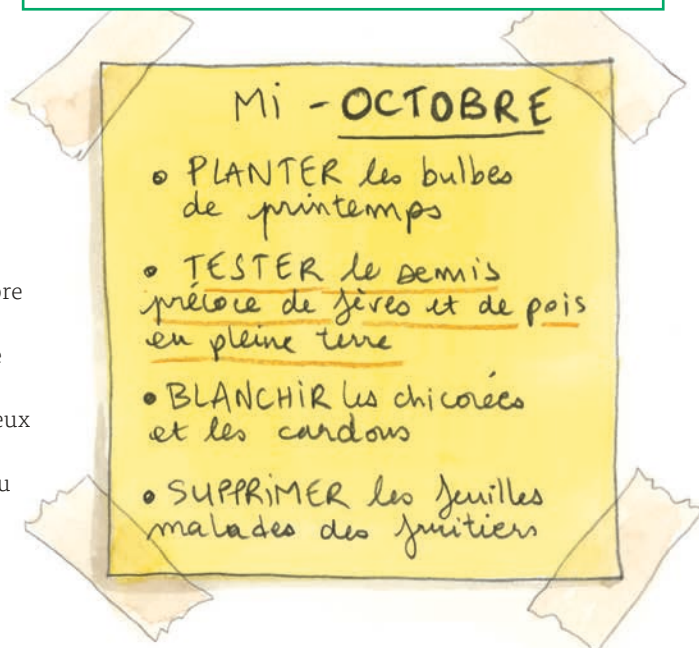 Mi - OCTOBRE
• PLANTER les bulbes
de printemps
• TESTER le semis
précoce de fèves et de pois
en pleine terre
• BLANCHIR les chicorées
et les cardons
• SUPPRIMER les feuilles
malades des fruitiers
eux